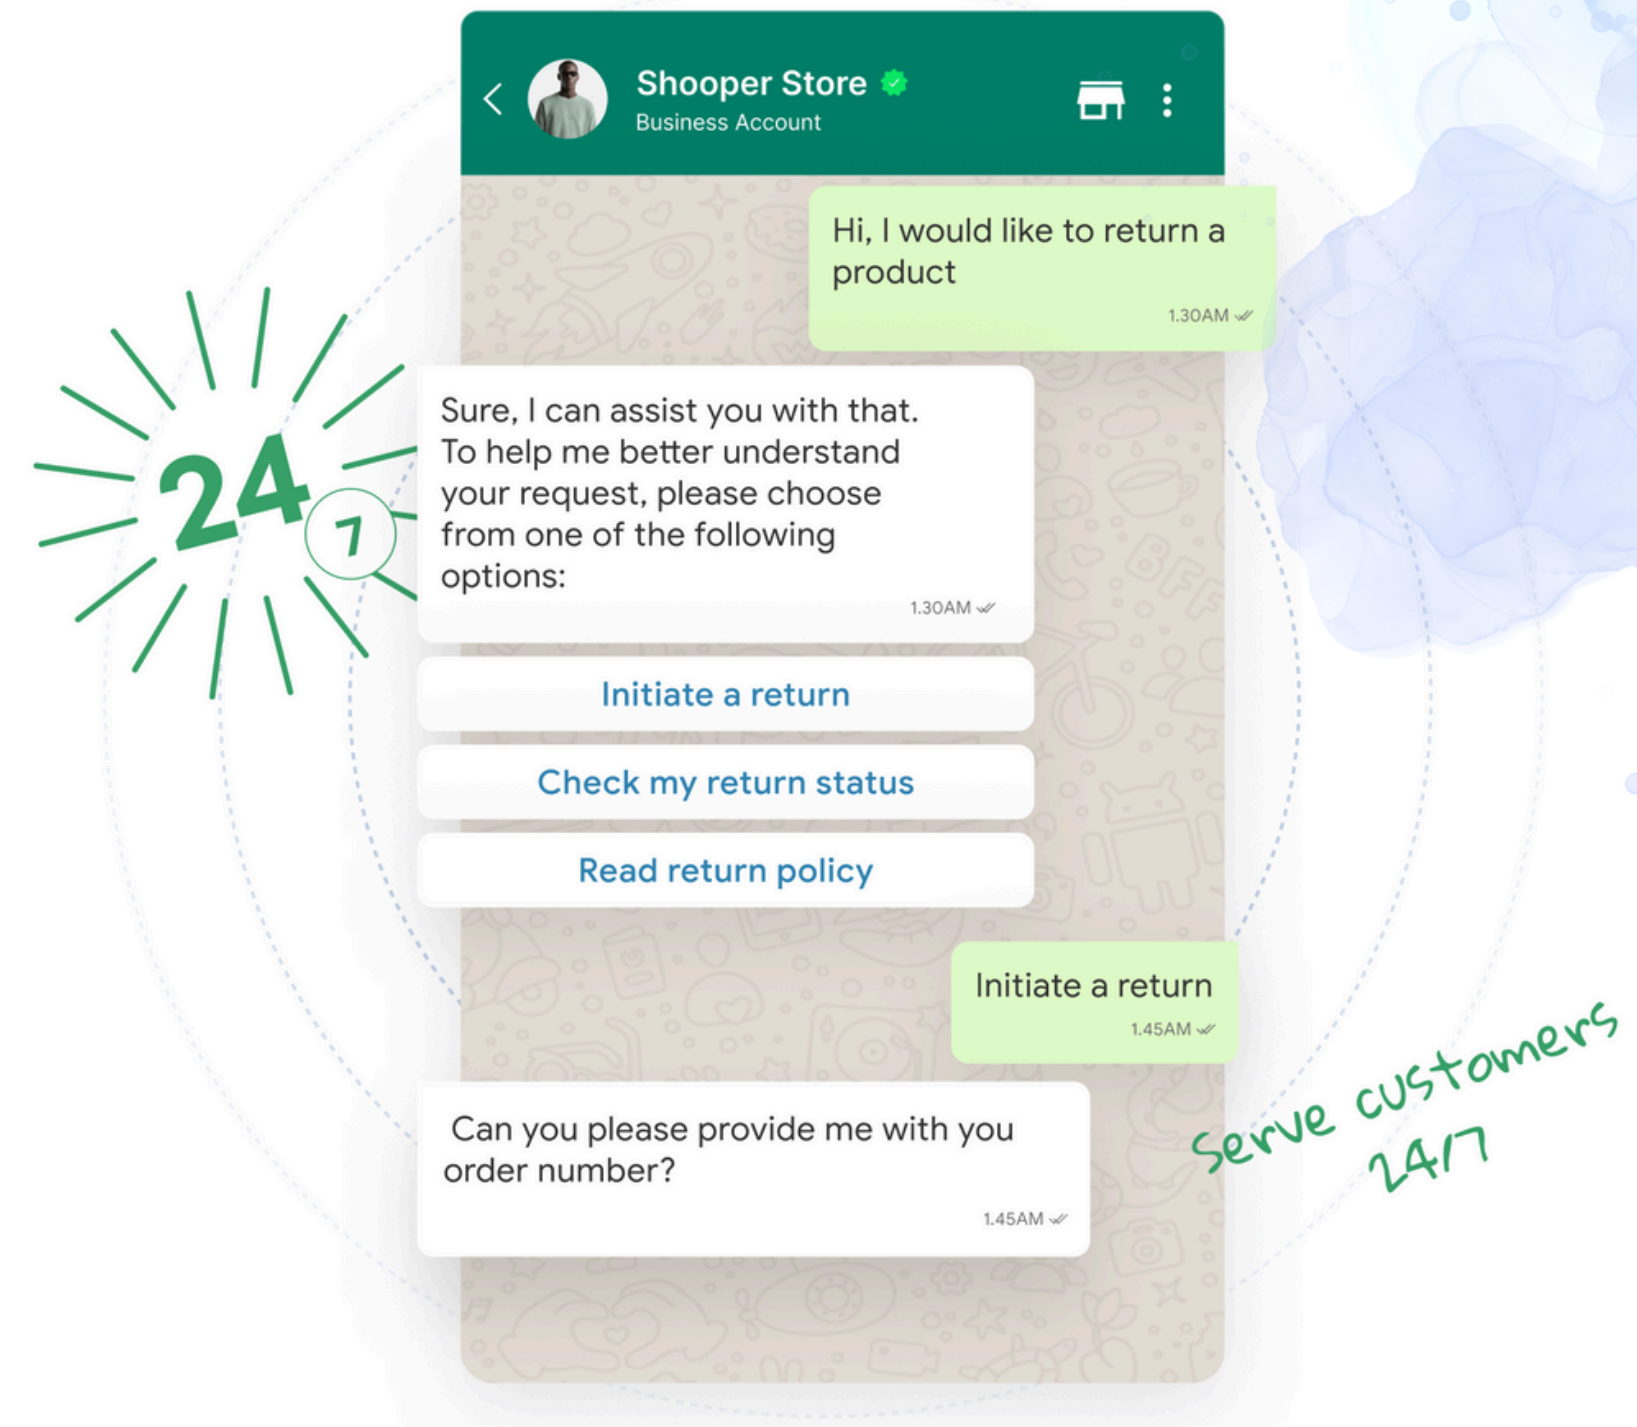 Shooper Store
Business Account
Hi, I would like to return a
product
1.30AM
24
7
Sure, I can assist you with that.
To help me better understand
your request, please choose
from one of the following
options:
1.30AM
Initiate a return
Check my return status
Read return policy
Initiate a return
1.45AM
Can you please provide me with you
order number?
1.45AM
Serve customers
24/7
BFF